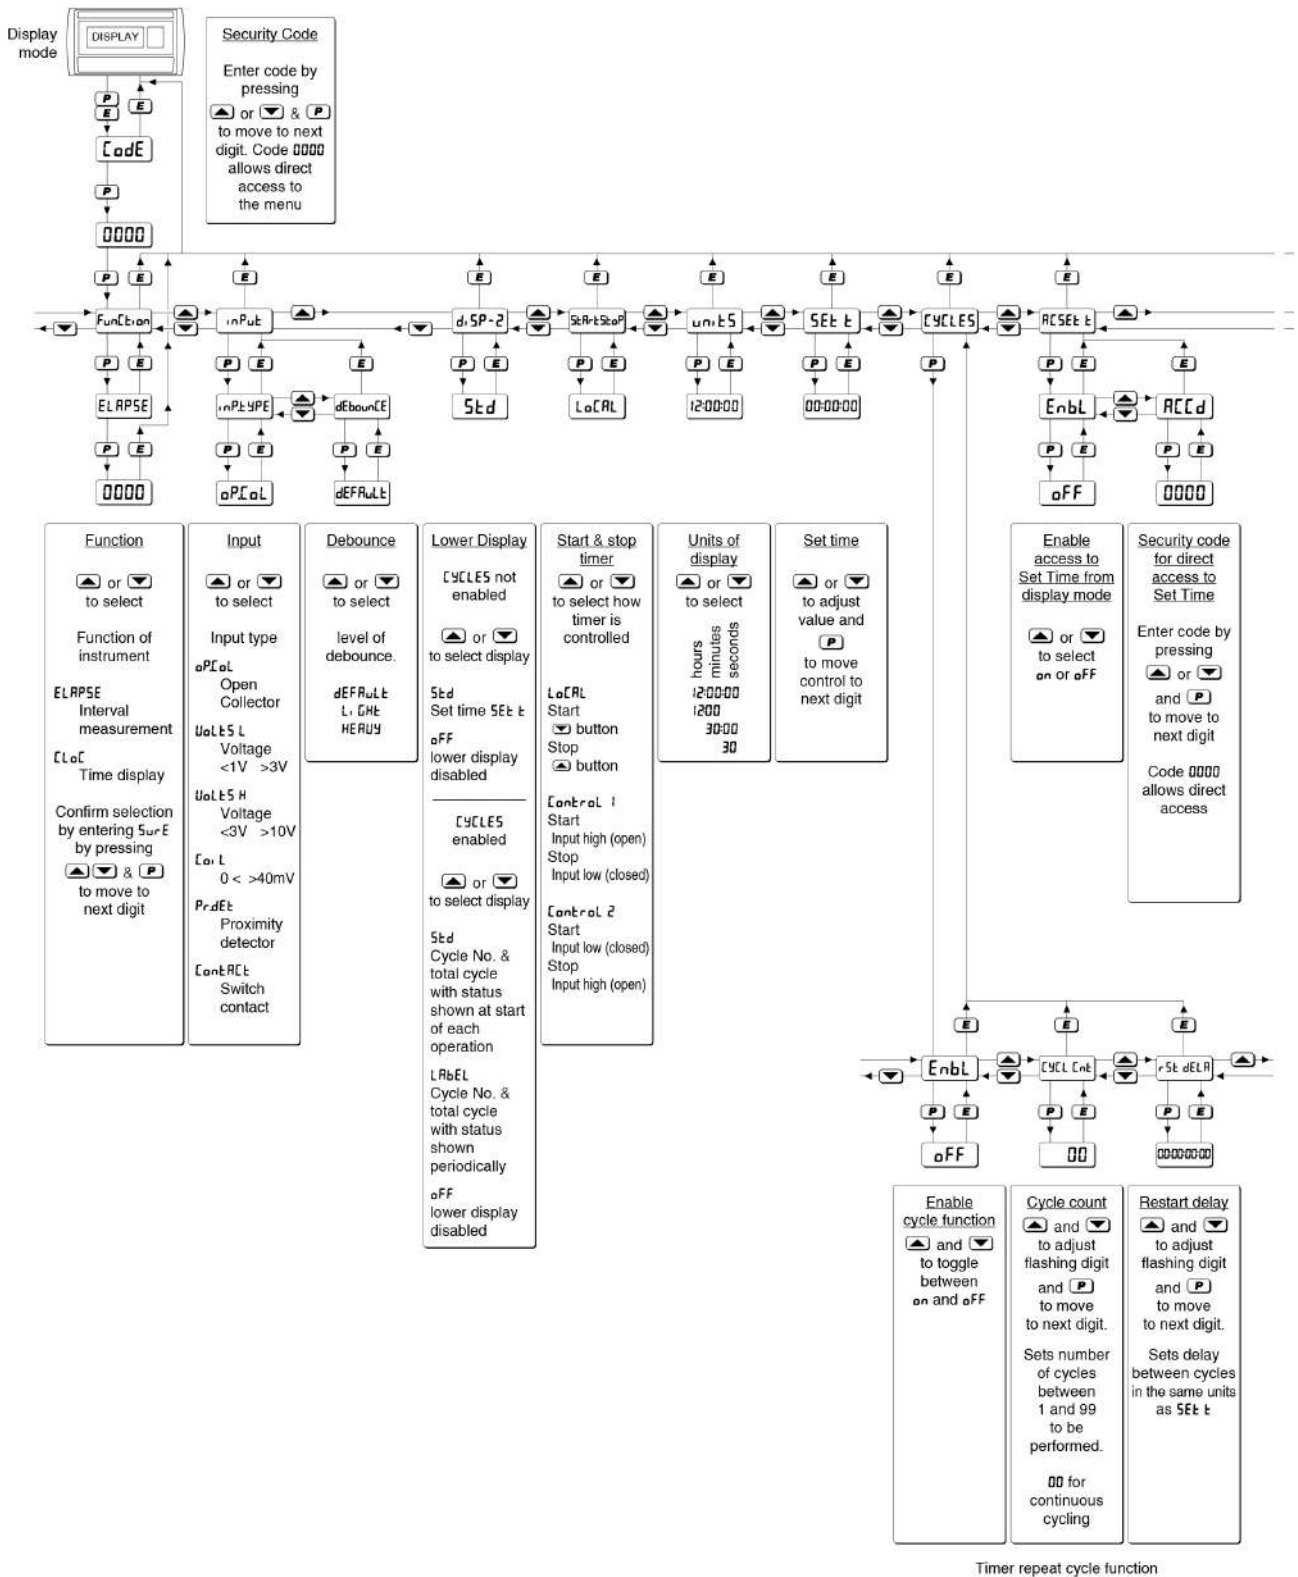 Display
mode
DISPLAY
Security Code
Enter code by
pressing
or & P
to move to next
digit. Code 0000
allows direct
access to
the menu
P
E
E
CodE
P
0000
P E E E E E E E E
FunCtion inPut diSP-2 StArtStoP unitS SEt t CYCLES ACSEt t
P E P E E P E P E P E P E P P E E
ELAPSE inP.tYPE dEbounCE Std LoCAL 12:00:00 00:00:00 EnbL ACCd
P E P E P E P E P E
0000 oP.CoL dEFAuLt oFF 0000
Function
or
to select
Function of
instrument
ELAPSE
Interval
measurement
CLoC
Time display
Confirm selection
by entering SurE
by pressing
& P
to move to
next digit
Input
or
to select
Input type
oP.CoL
Open
Collector
VoLtS L
Voltage
<1V >3V
VoLtS H
Voltage
<3V >10V
CoiL
0 < >40mV
Pr.dEt
Proximity
detector
ContACt
Switch
contact
Debounce
or
to select
level of
debounce.
dEFAuLt
LiGHt
HEAVY
Lower Display
CYCLES not
enabled
or
to select display
Std
Set time SEt t
oFF
lower display
disabled
CYCLES
enabled
or
to select display
Std
Cycle No. &
total cycle
with status
shown at start
of each
operation
LAbEL
Cycle No. &
total cycle
with status
shown
periodically
oFF
lower display
disabled
Start & stop
timer
or
to select how
timer is
controlled
LoCAL
Start
button
Stop
button
ControL 1
Start
Input high (open)
Stop
Input low (closed)
ControL 2
Start
Input low (closed)
Stop
Input high (open)
Units of
display
or
to select
hours
minutes
seconds
12:00:00
1200
30:00
30
Set time
or
to adjust
value and
P
to move
control to
next digit
Enable
access to
Set Time from
display mode
or
to select
on or oFF
Security code
for direct
access to
Set Time
Enter code by
pressing
or
and P
to move to
next digit
Code 0000
allows direct
access
E E E
EnbL CYCL Cnt rSt dELA
P E P E P E
oFF 00 00:00:00:00
Enable
cycle function
and
to toggle
between
on and oFF
Cycle count
and
to adjust
flashing digit
and P
to move
to next digit.
Sets number
of cycles
between
1 and 99
to be
performed.
00 for
continuous
cycling
Restart delay
and
to adjust
flashing digit
and P
to move
to next digit.
Sets delay
between cycles
in the same units
as SEt t
Timer repeat cycle function